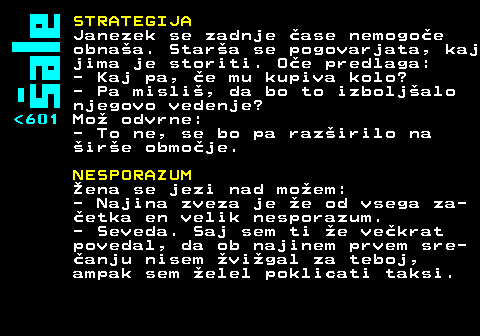 šale
<601
STRATEGIJA
Janezek se zadnje čase nemogoče
obnaša. Starša se pogovarjata, kaj
jima je storiti. Oče predlaga:
- Kaj pa, če mu kupiva kolo?
- Pa misliš, da bo to izboljšalo
njegovo vedenje?
Mož odvrne:
- To ne, se bo pa razširilo na
širše območje.
NESPORAZUM
Žena se jezi nad možem:
- Najina zveza je že od vsega za-
četka en velik nesporazum.
- Seveda. Saj sem ti že večkrat
povedal, da ob najinem prvem sre-
čanju nisem žvižgal za teboj,
ampak sem želel poklicati taksi.